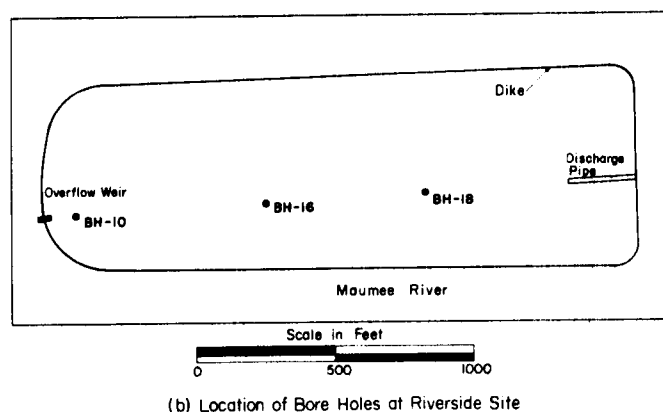 Dike
Discharge
Pipe
Overflow Weir
BH-10
BH-16
BH-18
Maumee River
Scale in Feet
0 500 1000
(b) Location of Bore Holes at Riverside Site